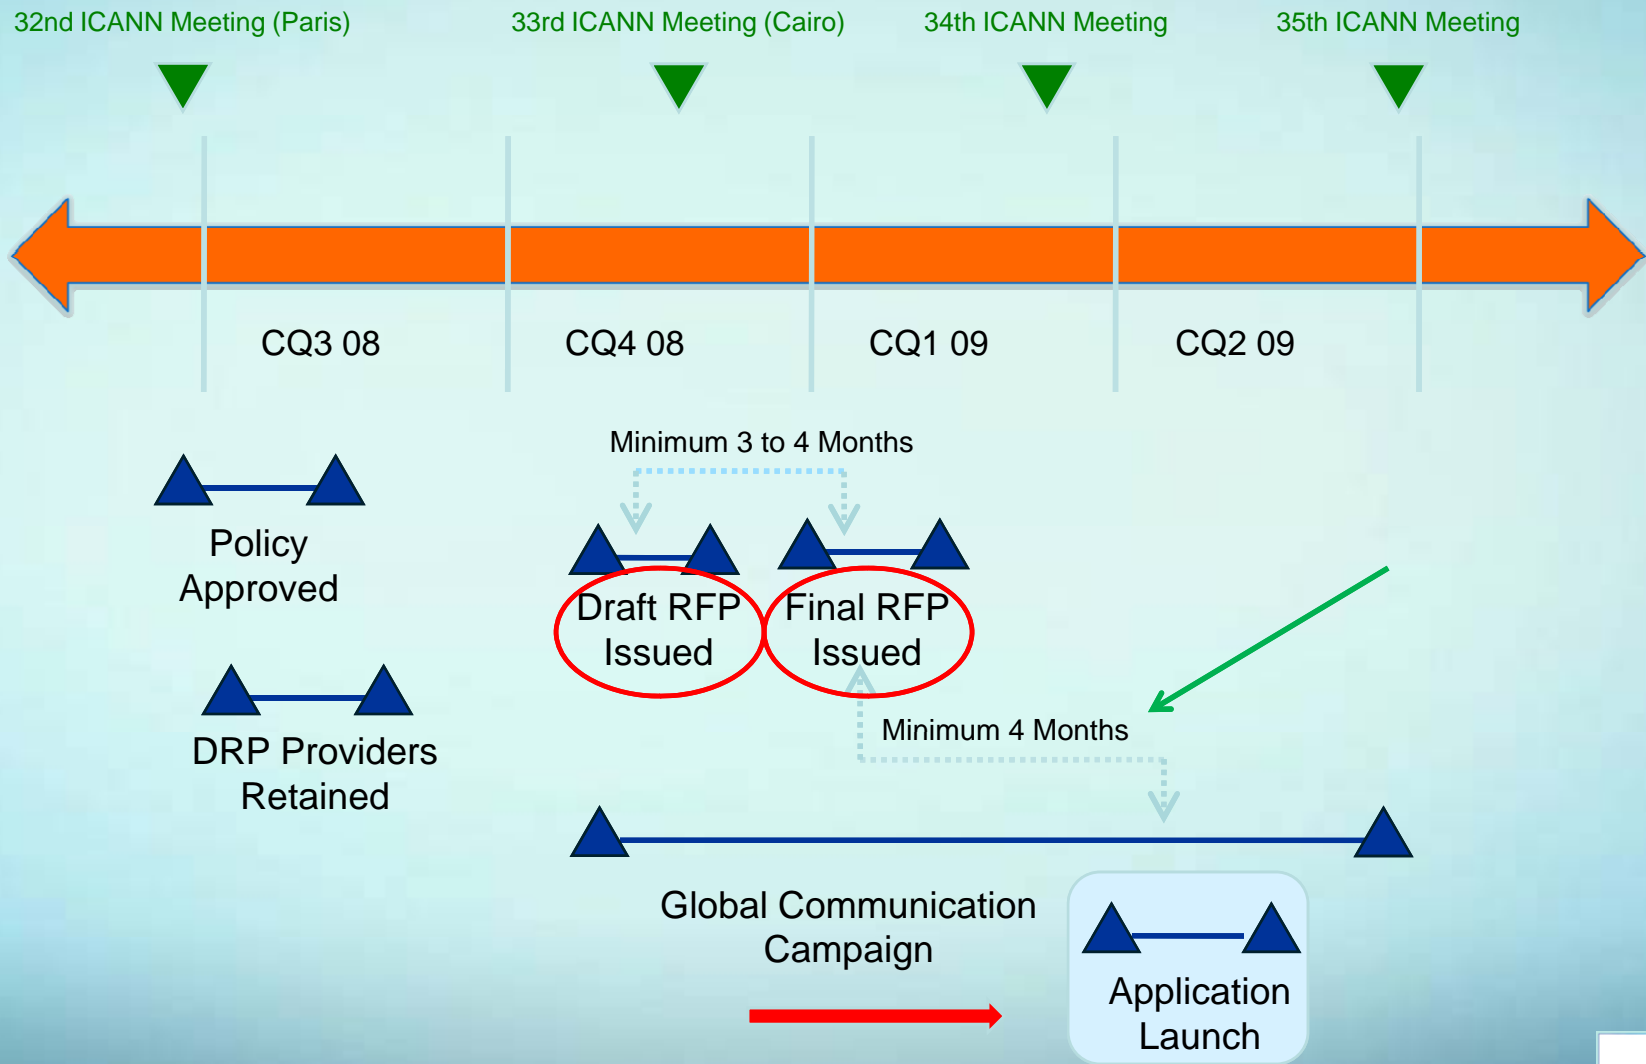 32nd ICANN Meeting (Paris)
33rd ICANN Meeting (Cairo)
34th ICANN Meeting
35th ICANN Meeting
CQ3 08
CQ4 08
CQ1 09
CQ2 09
Minimum 3 to 4 Months
Policy
Approved
Draft RFP
Issued
Final RFP
Issued
DRP Providers
Retained
Minimum 4 Months
Global Communication
Campaign
Application
Launch